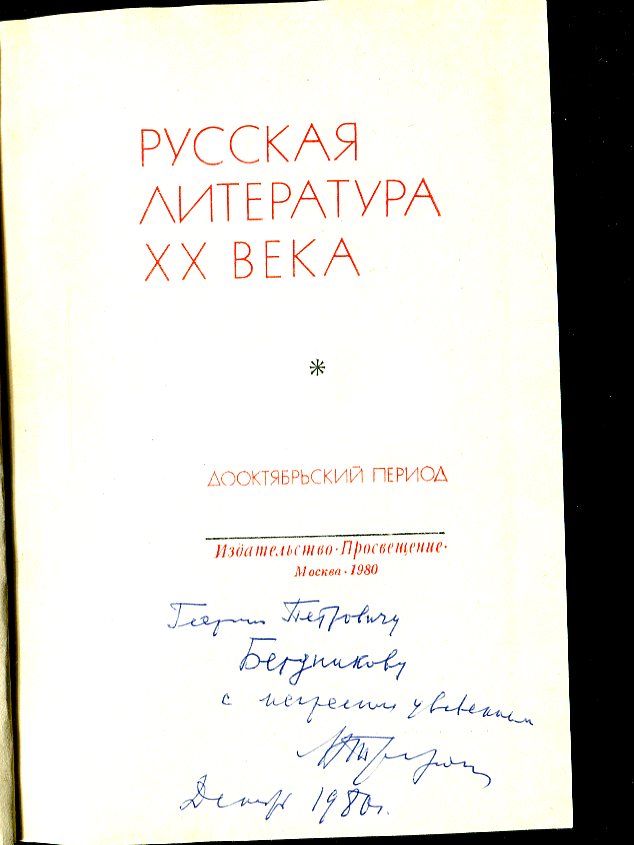 РУССКАЯ
ЛИТЕРАТУРА
XX ВЕКА
*
ДООКТЯБРЬСКИЙ ПЕРИОД
Издательство·Просвещение·
Москва·1980
Георгию Петровичу
Бердникову
с искренним уважением
1980г.